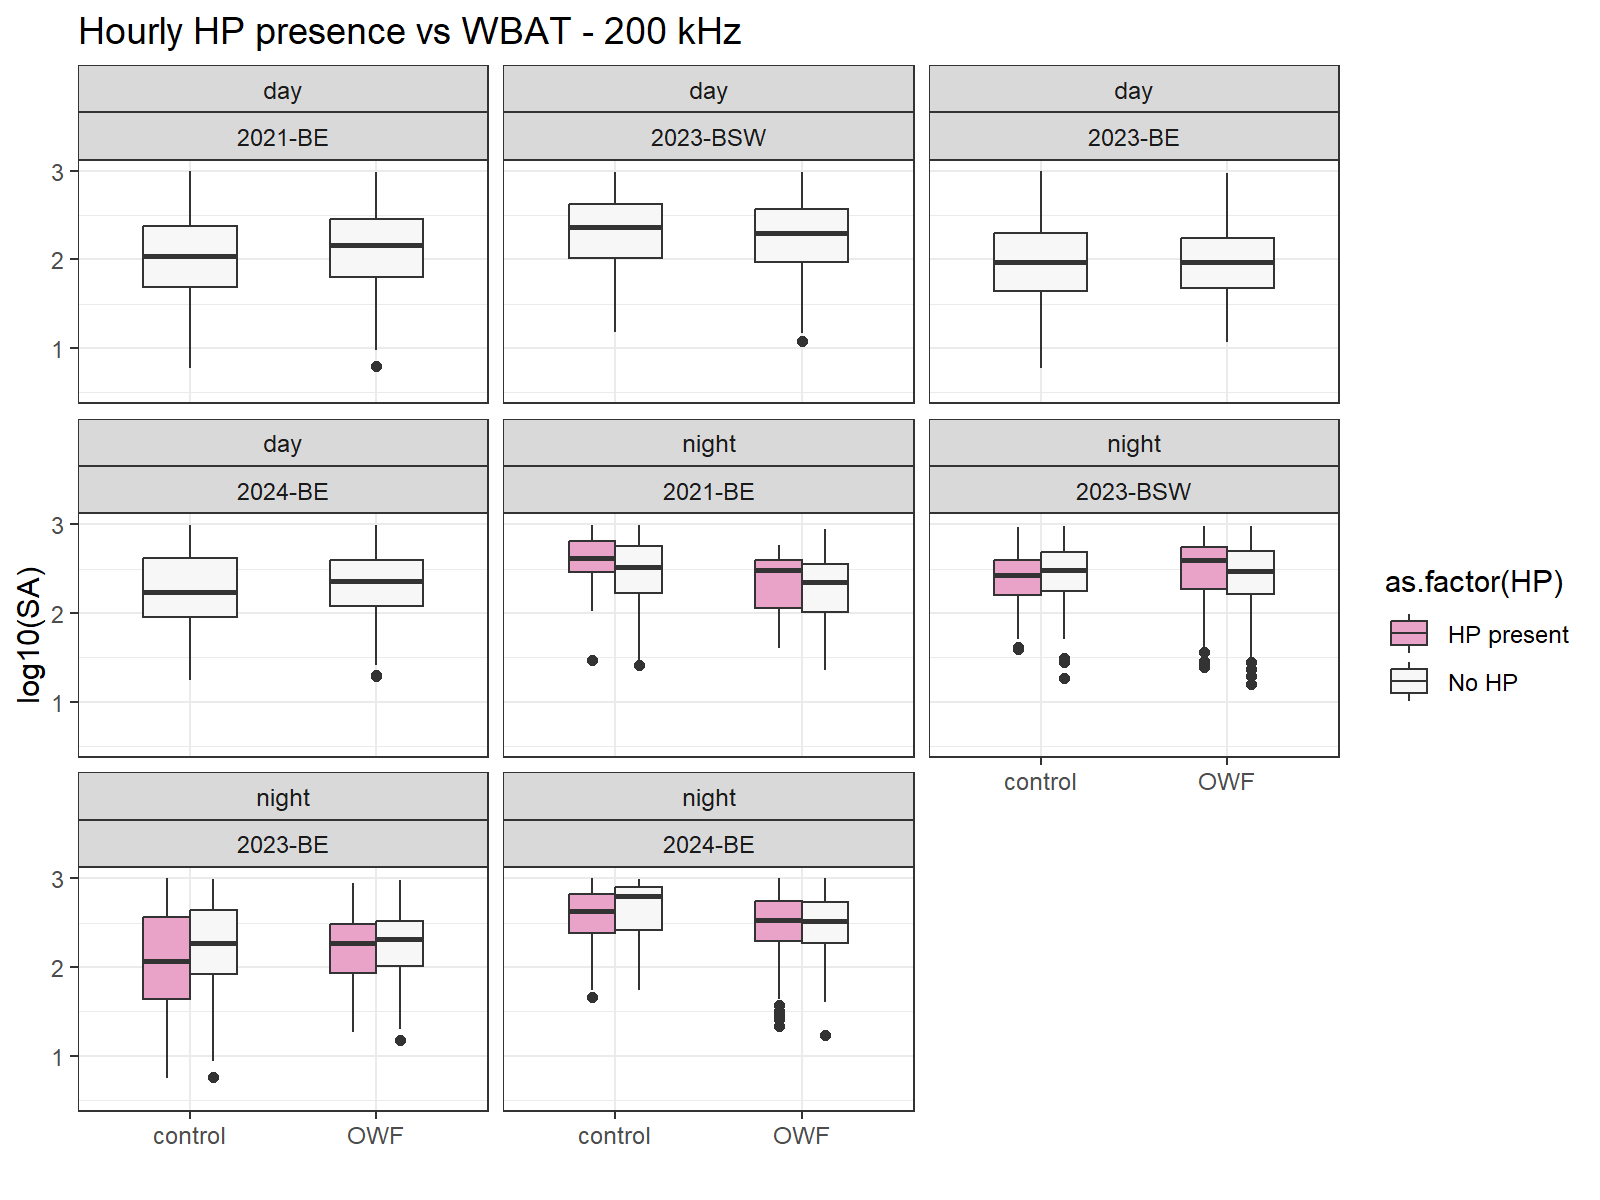 Hourly HP presence vs WBAT - 200 kHz
day
day
day
2021-BE
2023-BSW
2023-BE
3
2
1
day
night
night
2024-BE
2021-BE
2023-BSW
3
2
1
control
OWF
night
night
2023-BE
2024-BE
3
2
1
control
OWF
control
OWF
log10(SA)
as.factor(HP)
HP present
No HP